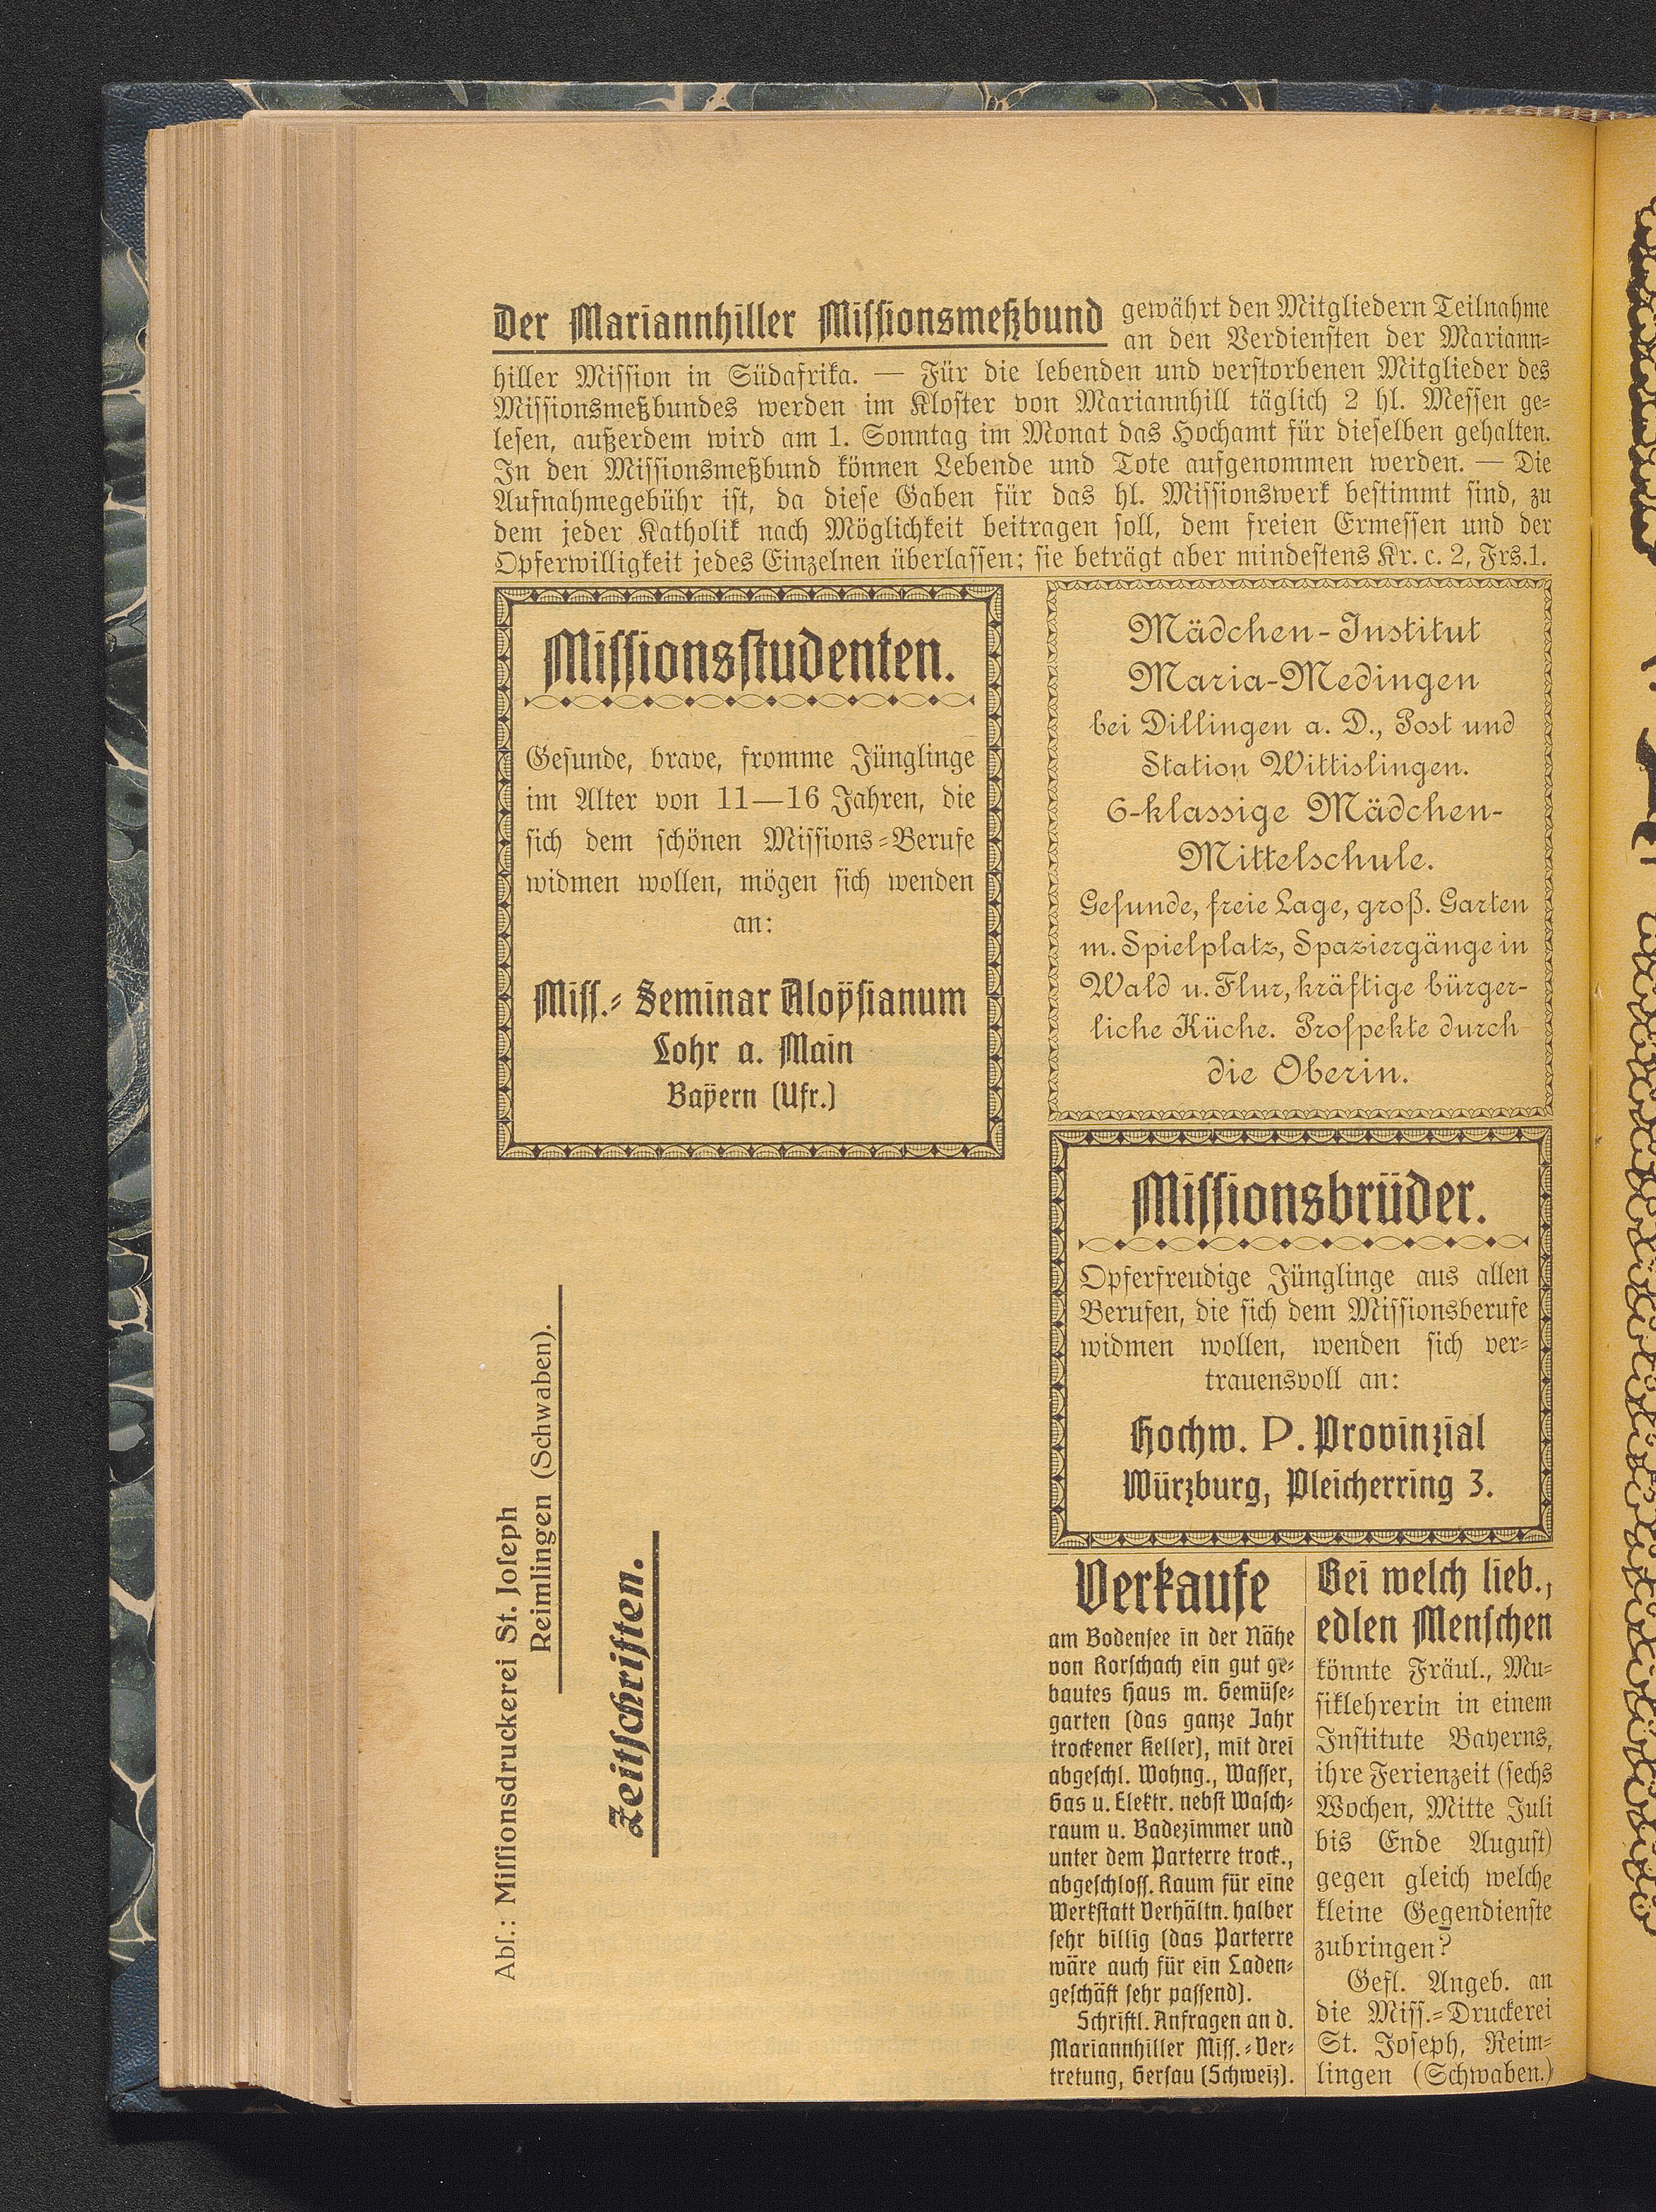 Der Mariannhiller Missionsmeßbund gewährt den Mitgliedern Teilnahme
an den Verdiensten der Mariann-
hiller Mission in Südafrika. — Für die lebenden und verstorbenen Mitglieder des
Missionsmeßbundes werden im Kloster von Mariannhill täglich 2 hl. Messen ge-
lesen, außerdem wird am 1. Sonntag im Monat das Hochamt für dieselben gehalten.
In den Missionsmeßbund können Lebende und Tote aufgenommen werden. — Die
Aufnahmegebühr ist, da diese Gaben für das hl. Missionswerk bestimmt sind, zu
dem jeder Katholik nach Möglichkeit beitragen soll, dem freien Ermessen und der
Opferwilligkeit jedes Einzelnen überlassen; sie beträgt aber mindestens Kr. c. 2, Frs. 1.
Missionsstudenten.
Gesunde, brave, fromme Jünglinge
im Alter von 11—16 Jahren, die
sich dem schönen Missions-Berufe
widmen wollen, mögen sich wenden
an:
Miss.-Seminar Aloysianum
Lohr a. Main
Bayern (Ufr.)
Abs.: Missionsdruckerei St. Joseph
Reimlingen (Schwaben).
Zeitschriften.
Mädchen-Institut
Maria-Medingen
bei Dillingen a. D., Post und
Station Wittislingen.
6-klassige Mädchen-
Mittelschule.
Gesunde, freie Lage, groß. Garten
m. Spielplatz, Spaziergänge in
Wald u. Flur, kräftige bürger-
liche Küche. Prospekte durch
die Oberin.
Missionsbrüder.
Opferfreudige Jünglinge aus allen
Berufen, die sich dem Missionsberufe
widmen wollen, wenden sich ver-
trauensvoll an:
Hochw. P. Provinzial
Würzburg, Pleicherring 3.
Verkaufe
am Bodensee in der Nähe
von Rorschach ein gut ge-
bautes Haus m. Gemüse-
garten (das ganze Jahr
trockener Keller), mit drei
abgeschl. Wohng., Wasser,
Gas u. Elektr. nebst Wasch-
raum u. Badezimmer und
unter dem Parterre trock.,
abgeschloss. Raum für eine
Werkstatt Verhältn. halber
sehr billig (das Parterre
wäre auch für ein Laden-
geschäft sehr passend).
Schriftl. Anfragen an d.
Mariannhiller Miss.-Ver-
tretung, Gersau (Schweiz).
Bei welch lieb.,
edlen Menschen
könnte Fräul., Mu-
siklehrerin in einem
Institute Bayerns,
ihre Ferienzeit (sechs
Wochen, Mitte Juli
bis Ende August)
gegen gleich welche
kleine Gegendienste
zubringen?
Gefl. Angeb. an
die Miss.-Druckerei
St. Joseph, Reim-
lingen (Schwaben.)